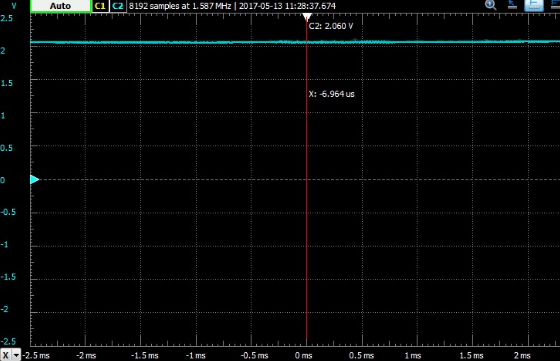 V Auto C1 C2 8192 samples at 1.587 MHz | 2017-05-13 11:28:37.674
2.5
C2: 2.060 V
2
1.5
X: -6.964 us
1
0.5
0
-0.5
-1
-1.5
-2
-2.5
X -2.5 ms -2 ms -1.5 ms -1 ms -0.5 ms 0 ms 0.5 ms 1 ms 1.5 ms 2 ms